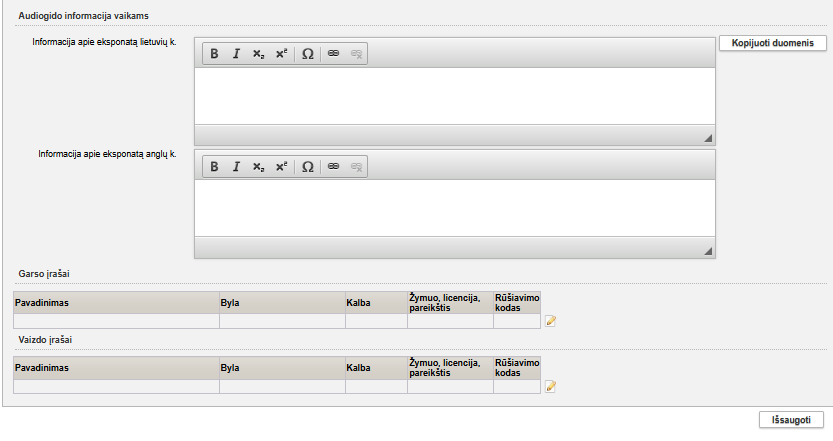 Audiogido informacija vaikams
Informacija apie eksponatą lietuvių k.
B I x₂ x² Ω
Kopijuoti duomenis
Informacija apie eksponatą anglų k.
B I x₂ x² Ω
Garso įrašai
Pavadinimas Byla Kalba Žymuo, licencija, pareikštis Rūšiavimo kodas
Vaizdo įrašai
Pavadinimas Byla Kalba Žymuo, licencija, pareikštis Rūšiavimo kodas
Išsaugoti